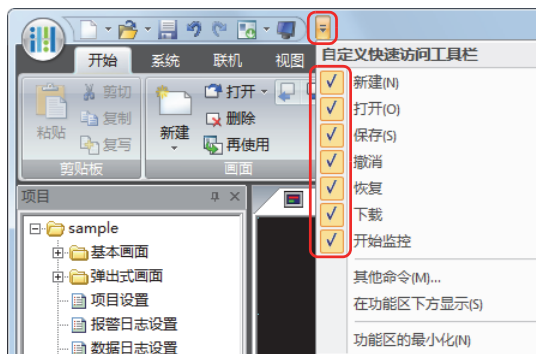 开始 系统 联机 视图
剪切
复制
复写
粘贴
剪贴板
新建
打开
删除
再使用
画面
自定义快速访问工具栏
新建(N)
打开(O)
保存(S)
撤消
恢复
下载
开始监控
其他命令(M)...
在功能区下方显示(S)
功能区的最小化(N)
项目
sample
基本画面
弹出式画面
项目设置
报警日志设置
数据日志设置